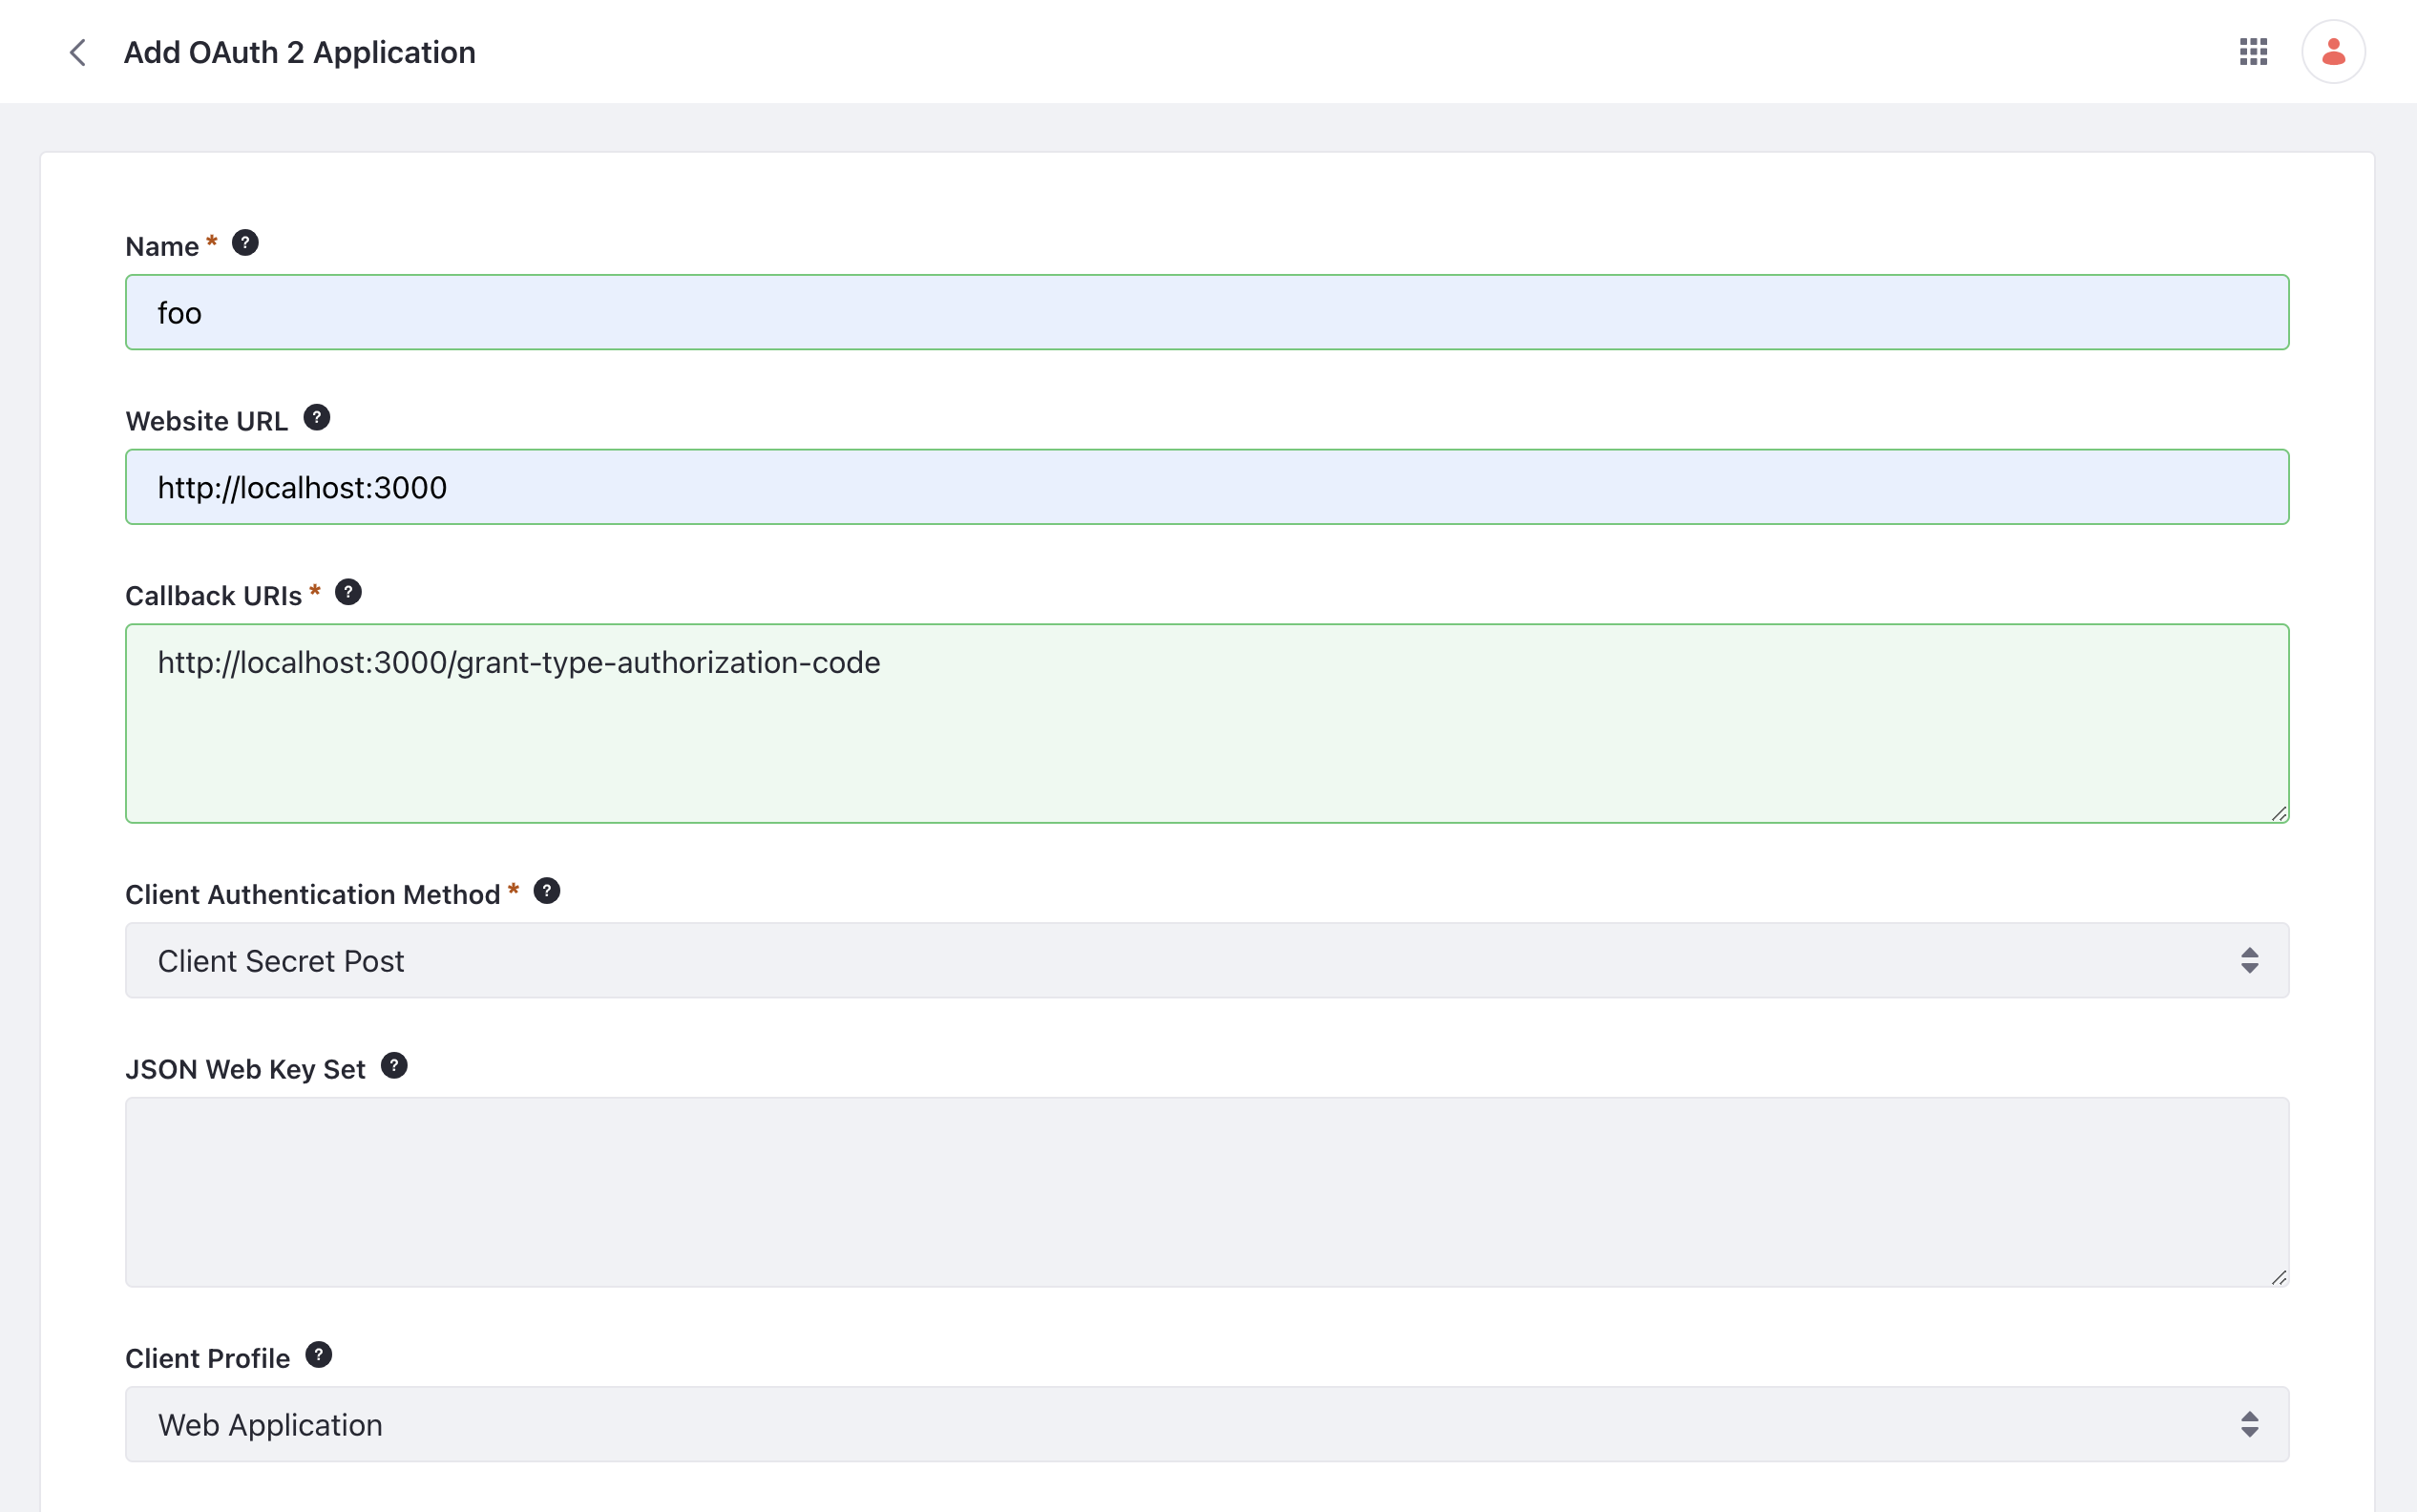 Add OAuth 2 Application
Name * ?
foo
Website URL ?
http://localhost:3000
Callback URIs * ?
http://localhost:3000/grant-type-authorization-code
Client Authentication Method * ?
Client Secret Post
JSON Web Key Set ?
Client Profile ?
Web Application